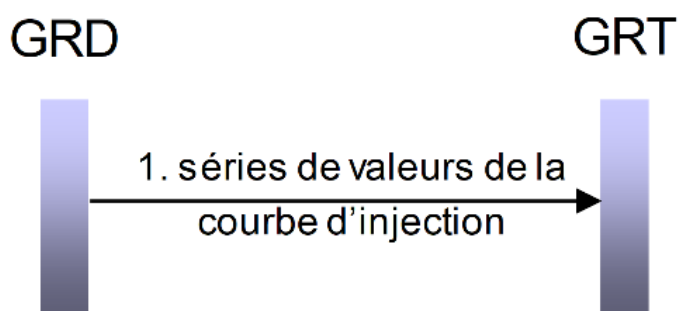 GRD
GRT
1. séries de valeurs de la
courbe d'injection